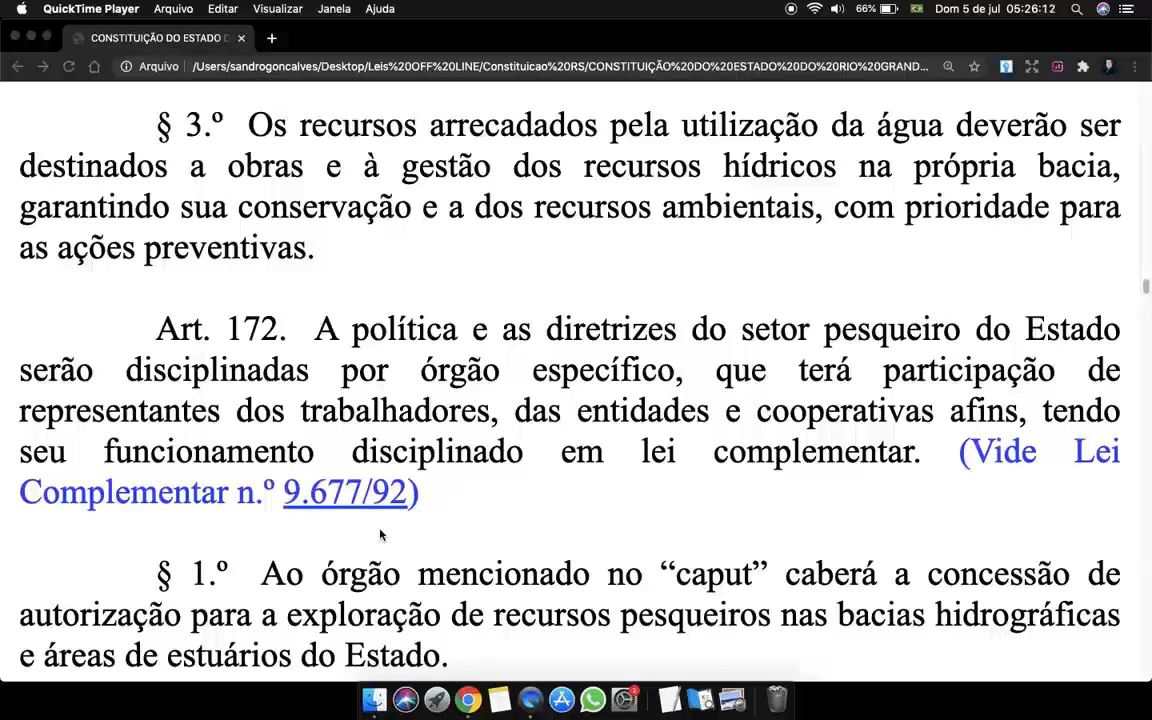 QuickTime Player Arquivo Editar Visualizar Janela Ajuda 66% Dom 5 de jul 05:26:12
CONSTITUIÇÃO DO ESTADO D
Arquivo /Users/sandrogoncalves/Desktop/Leis%20OFF%20LINE/Constituicao%20RS/CONSTITUIÇÃO%20DO%20ESTADO%20DO%20RIO%20GRAND...
§ 3.º Os recursos arrecadados pela utilização da água deverão ser
destinados a obras e à gestão dos recursos hídricos na própria bacia,
garantindo sua conservação e a dos recursos ambientais, com prioridade para
as ações preventivas.
Art. 172. A política e as diretrizes do setor pesqueiro do Estado
serão disciplinadas por órgão específico, que terá participação de
representantes dos trabalhadores, das entidades e cooperativas afins, tendo
seu funcionamento disciplinado em lei complementar. (Vide Lei
Complementar n.º 9.677/92)
§ 1.º Ao órgão mencionado no “caput” caberá a concessão de
autorização para a exploração de recursos pesqueiros nas bacias hidrográficas
e áreas de estuários do Estado.